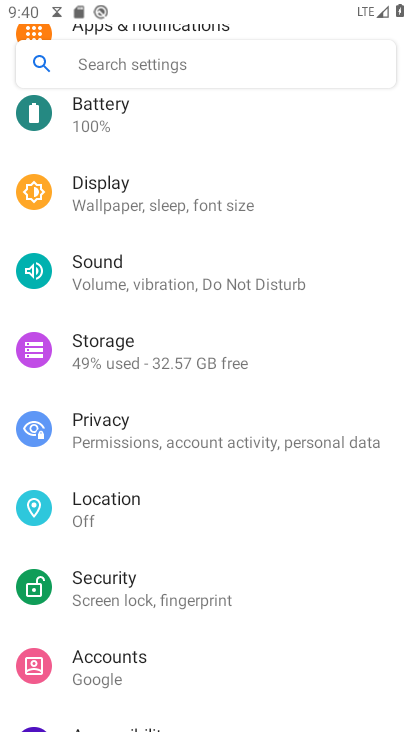 9:40
LTE
Apps & notifications
Search settings
Battery
100%
Display
Wallpaper, sleep, font size
Sound
Volume, vibration, Do Not Disturb
Storage
49% used - 32.57 GB free
Privacy
Permissions, account activity, personal data
Location
Off
Security
Screen lock, fingerprint
Accounts
Google